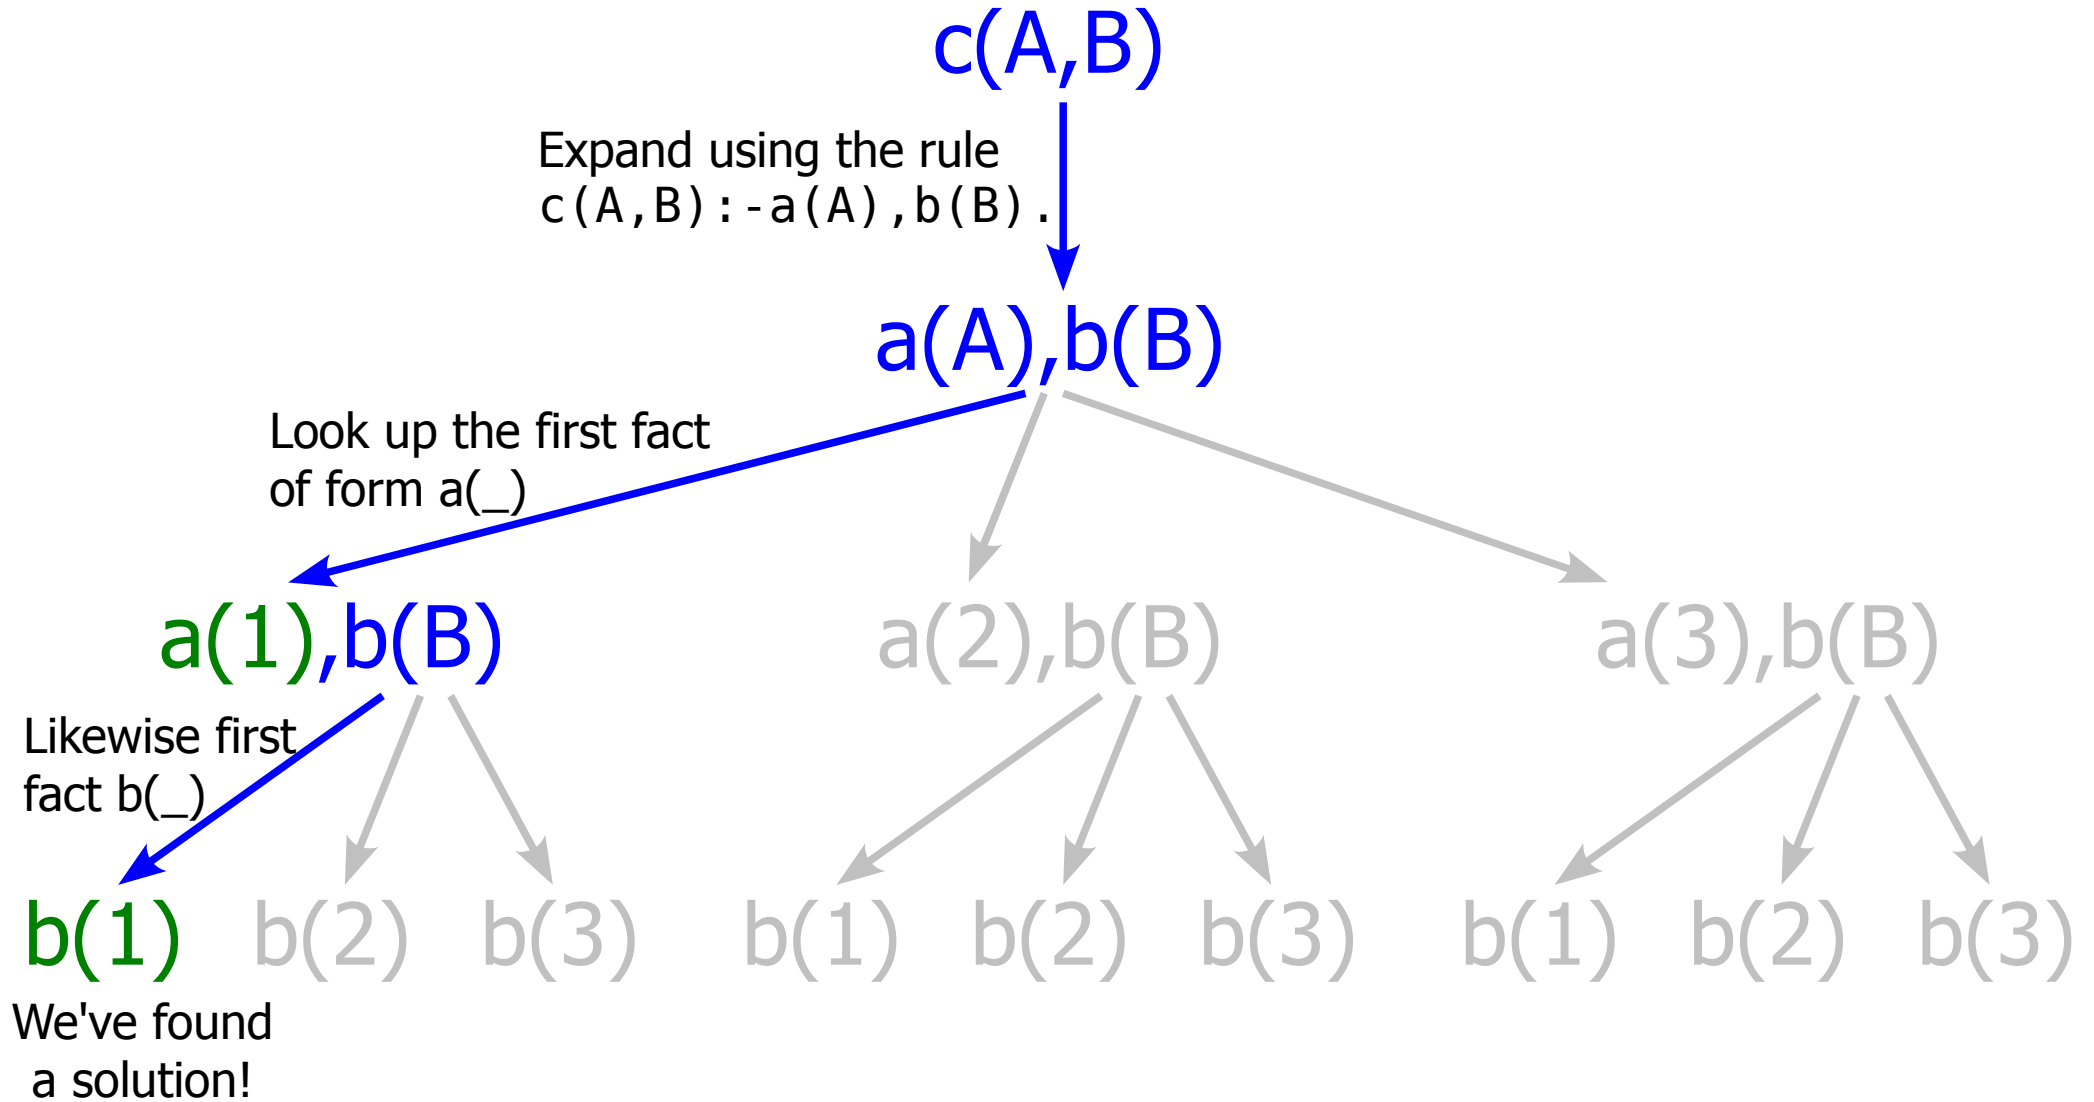 c(A,B)
Expand using the rule
c(A,B):-a(A),b(B).
a(A),b(B)
Look up the first fact
of form a(_)
a(1),b(B)
a(2),b(B)
a(3),b(B)
Likewise first
fact b(_)
b(1)
b(2)
b(3)
b(1)
b(2)
b(3)
b(1)
b(2)
b(3)
We've found
a solution!